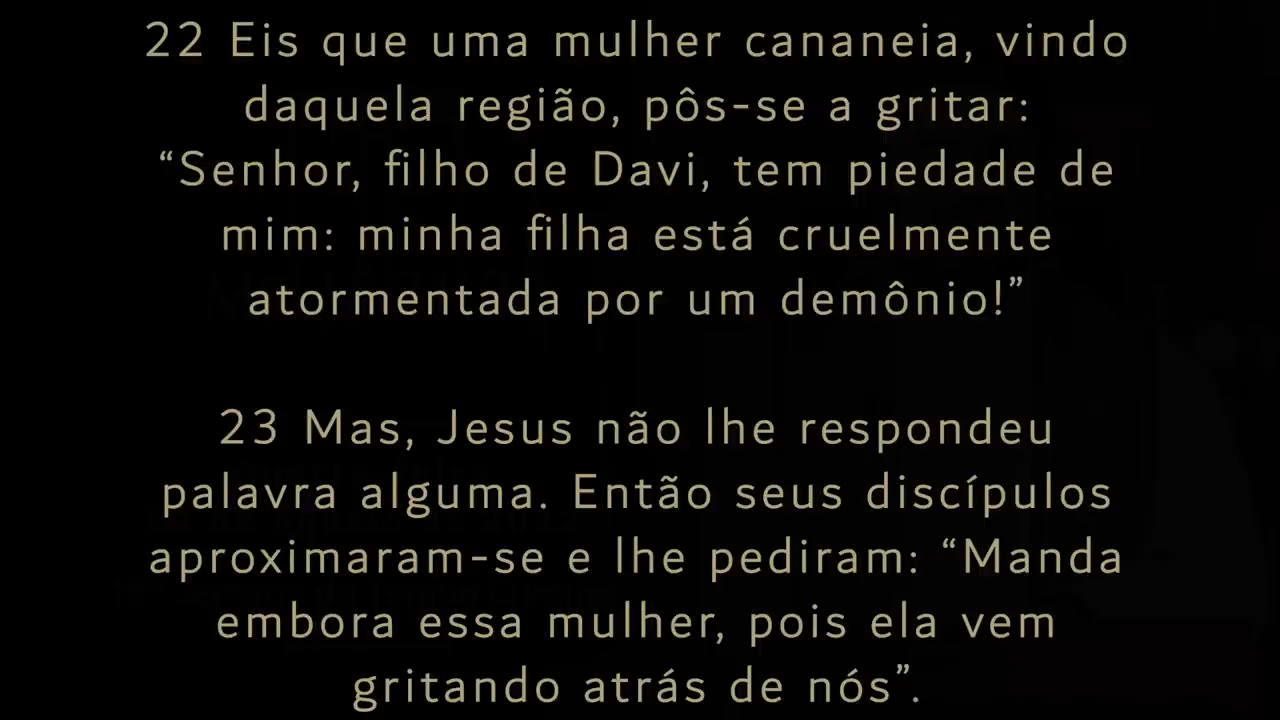 22 Eis que uma mulher cananeia, vindo
daquela região, pôs-se a gritar:
“Senhor, filho de Davi, tem piedade de
mim: minha filha está cruelmente
atormentada por um demônio!”
23 Mas, Jesus não lhe respondeu
palavra alguma. Então seus discípulos
aproximaram-se e lhe pediram: “Manda
embora essa mulher, pois ela vem
gritando atrás de nós”.